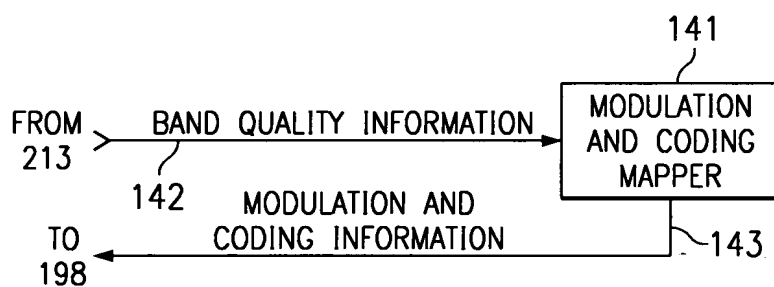 141
FROM
213
BAND QUALITY INFORMATION
142
MODULATION
AND CODING
MAPPER
MODULATION AND
CODING INFORMATION
143
TO
198